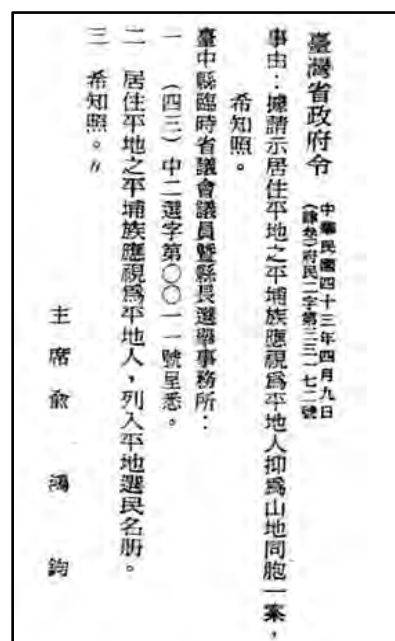 臺灣省政府令
中華民國四十三年四月九日
(肆叁)府民二字第三三一七二號
事由：據請示居住平地之平埔族應視爲平地人抑爲山地同胞一案，
希知照。
臺中縣臨時省議會議員暨縣長選舉事務所：
一 (四三)中二選字第〇〇一一號呈悉。
二 居住平地之平埔族應視爲平地人，列入平地選民名册。
三 希知照。〃
主席 兪鴻鈞